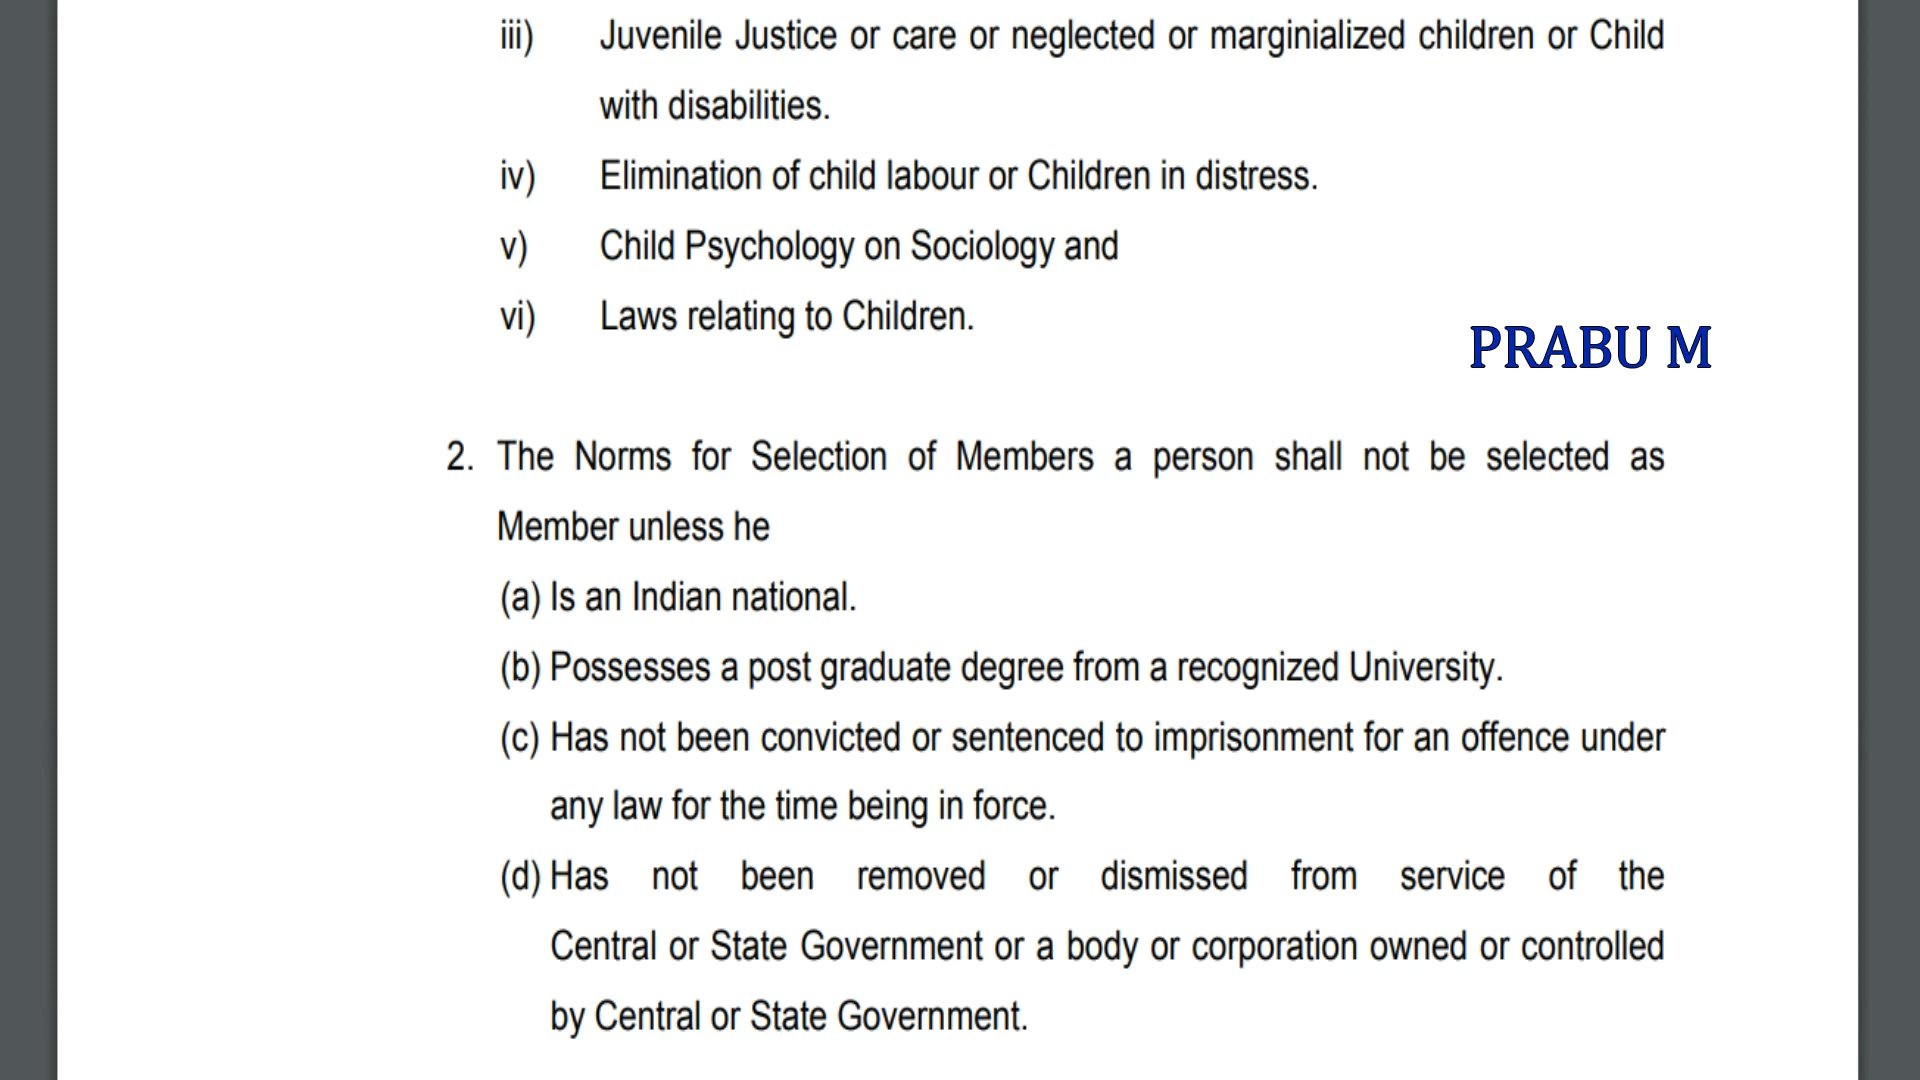 iii) Juvenile Justice or care or neglected or marginialized children or Child
with disabilities.
iv) Elimination of child labour or Children in distress.
v) Child Psychology on Sociology and
vi) Laws relating to Children.
PRABU M
2. The Norms for Selection of Members a person shall not be selected as
Member unless he
(a) Is an Indian national.
(b) Possesses a post graduate degree from a recognized University.
(c) Has not been convicted or sentenced to imprisonment for an offence under
any law for the time being in force.
(d) Has not been removed or dismissed from service of the
Central or State Government or a body or corporation owned or controlled
by Central or State Government.